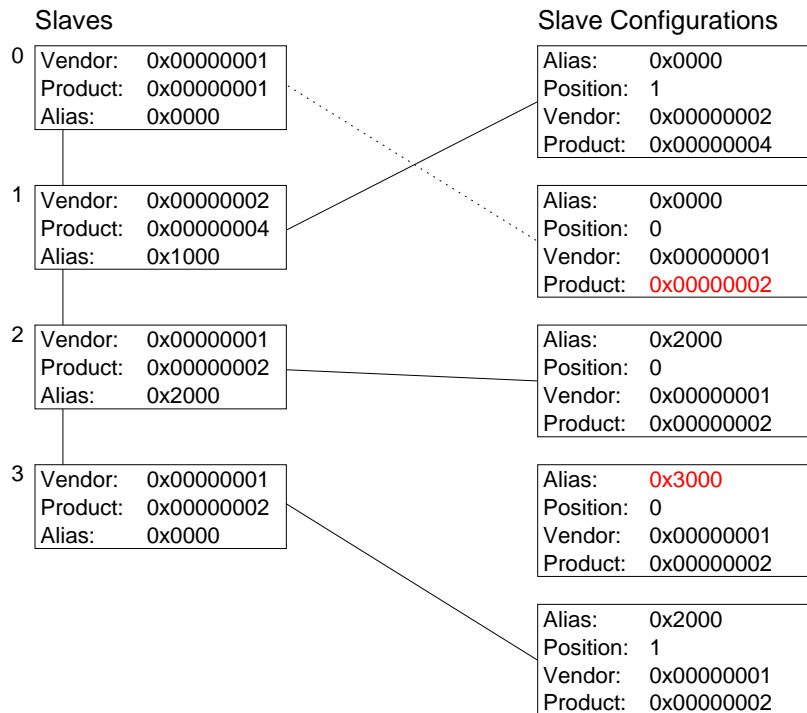 Slaves
0
Vendor: 0x00000001
Product: 0x00000001
Alias: 0x0000
1
Vendor: 0x00000002
Product: 0x00000004
Alias: 0x1000
2
Vendor: 0x00000001
Product: 0x00000002
Alias: 0x2000
3
Vendor: 0x00000001
Product: 0x00000002
Alias: 0x0000
Slave Configurations
Alias: 0x0000
Position: 1
Vendor: 0x00000002
Product: 0x00000004
Alias: 0x0000
Position: 0
Vendor: 0x00000001
Product: 0x00000002
Alias: 0x2000
Position: 0
Vendor: 0x00000001
Product: 0x00000002
Alias: 0x3000
Position: 0
Vendor: 0x00000001
Product: 0x00000002
Alias: 0x2000
Position: 1
Vendor: 0x00000001
Product: 0x00000002